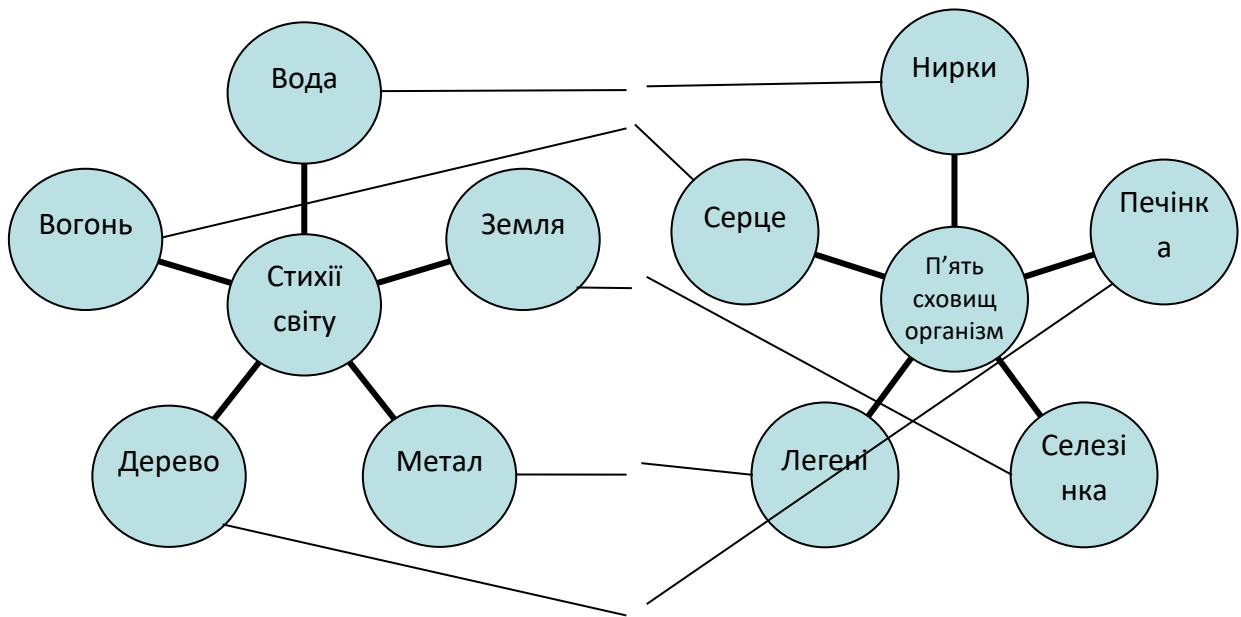 Вода
Вогонь
Земля
Стихії
світу
Дерево
Метал
Нирки
Серце
Печінк
а
П’ять
сховищ
організм
Легені
Селезі
нка